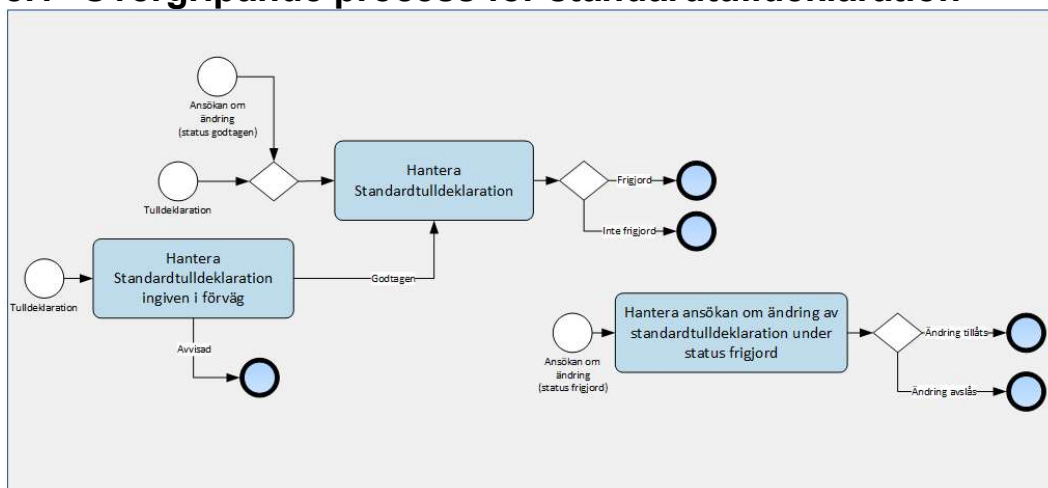 Övergripande process för standardtulldeklaration
Ansökan om
ändring
(status godtagen)
Hantera
Standardtulldeklaration
Frigjord
Tulldeklaration
Inte frigjord
Hantera
Standardtulldeklaration
ingiven i förväg
Godtagen
Tulldeklaration
Avvisad
Hantera ansökan om ändring av
standardtulldeklaration under
status frigjord
Ändring tillåts
Ansökan om
ändring
(status frigjord)
Ändring avslås